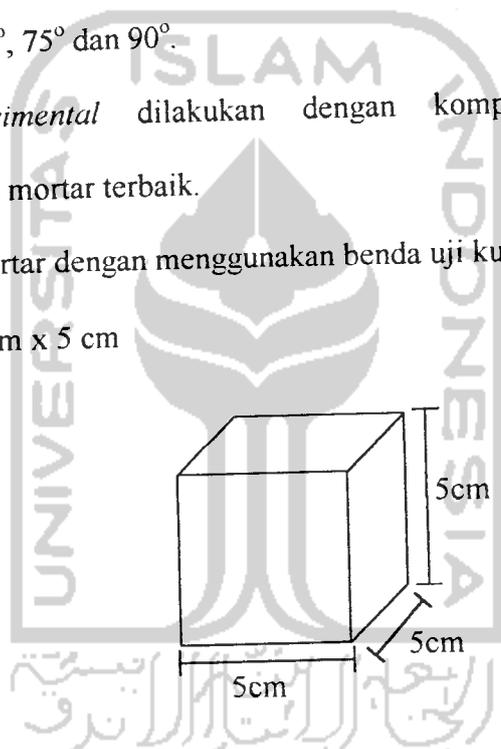 °, 75° dan 90°.
imental dilakukan dengan komp
mortar terbaik.
rtar dengan menggunakan benda uji ku
m x 5 cm
5cm
5cm
5cm
ISLAM
UNIVERSITAS
INDONESIA